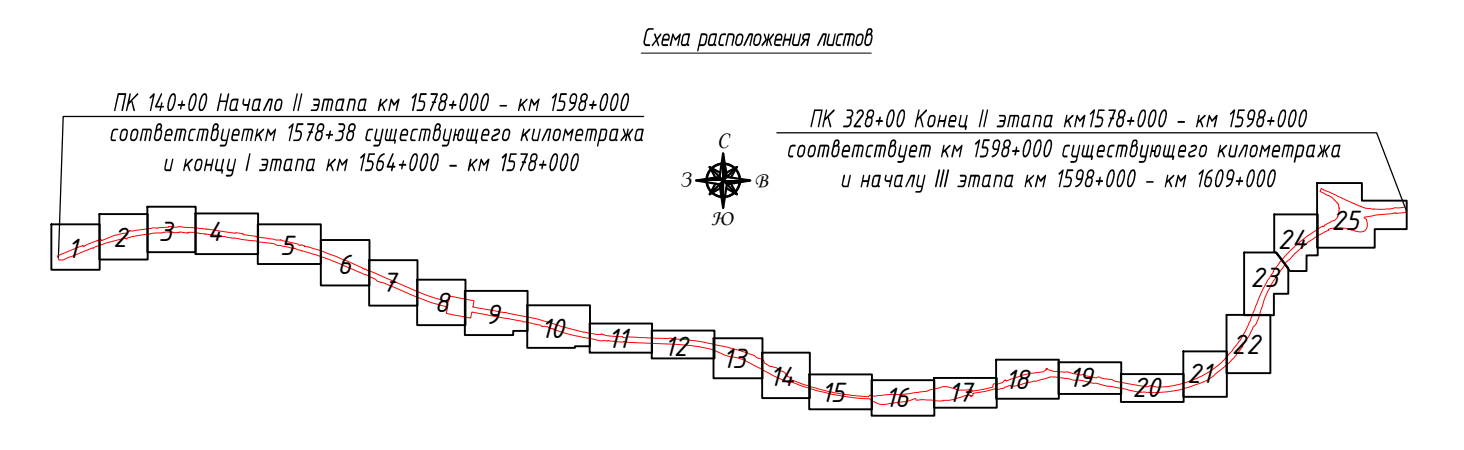 Схема расположения листов
ПК 140+00 Начало II этапа км 1578+000 - км 1598+000
соответствуеткм 1578+38 существующего километража
и концу I этапа км 1564+000 - км 1578+000
ПК 328+00 Конец II этапа км1578+000 - км 1598+000
соответствует км 1598+000 существующего километража
и началу III этапа км 1598+000 - км 1609+000
С
З
В
Ю
1
2
3
4
5
6
7
8
9
10
11
12
13
14
15
16
17
18
19
20
21
22
23
24
25